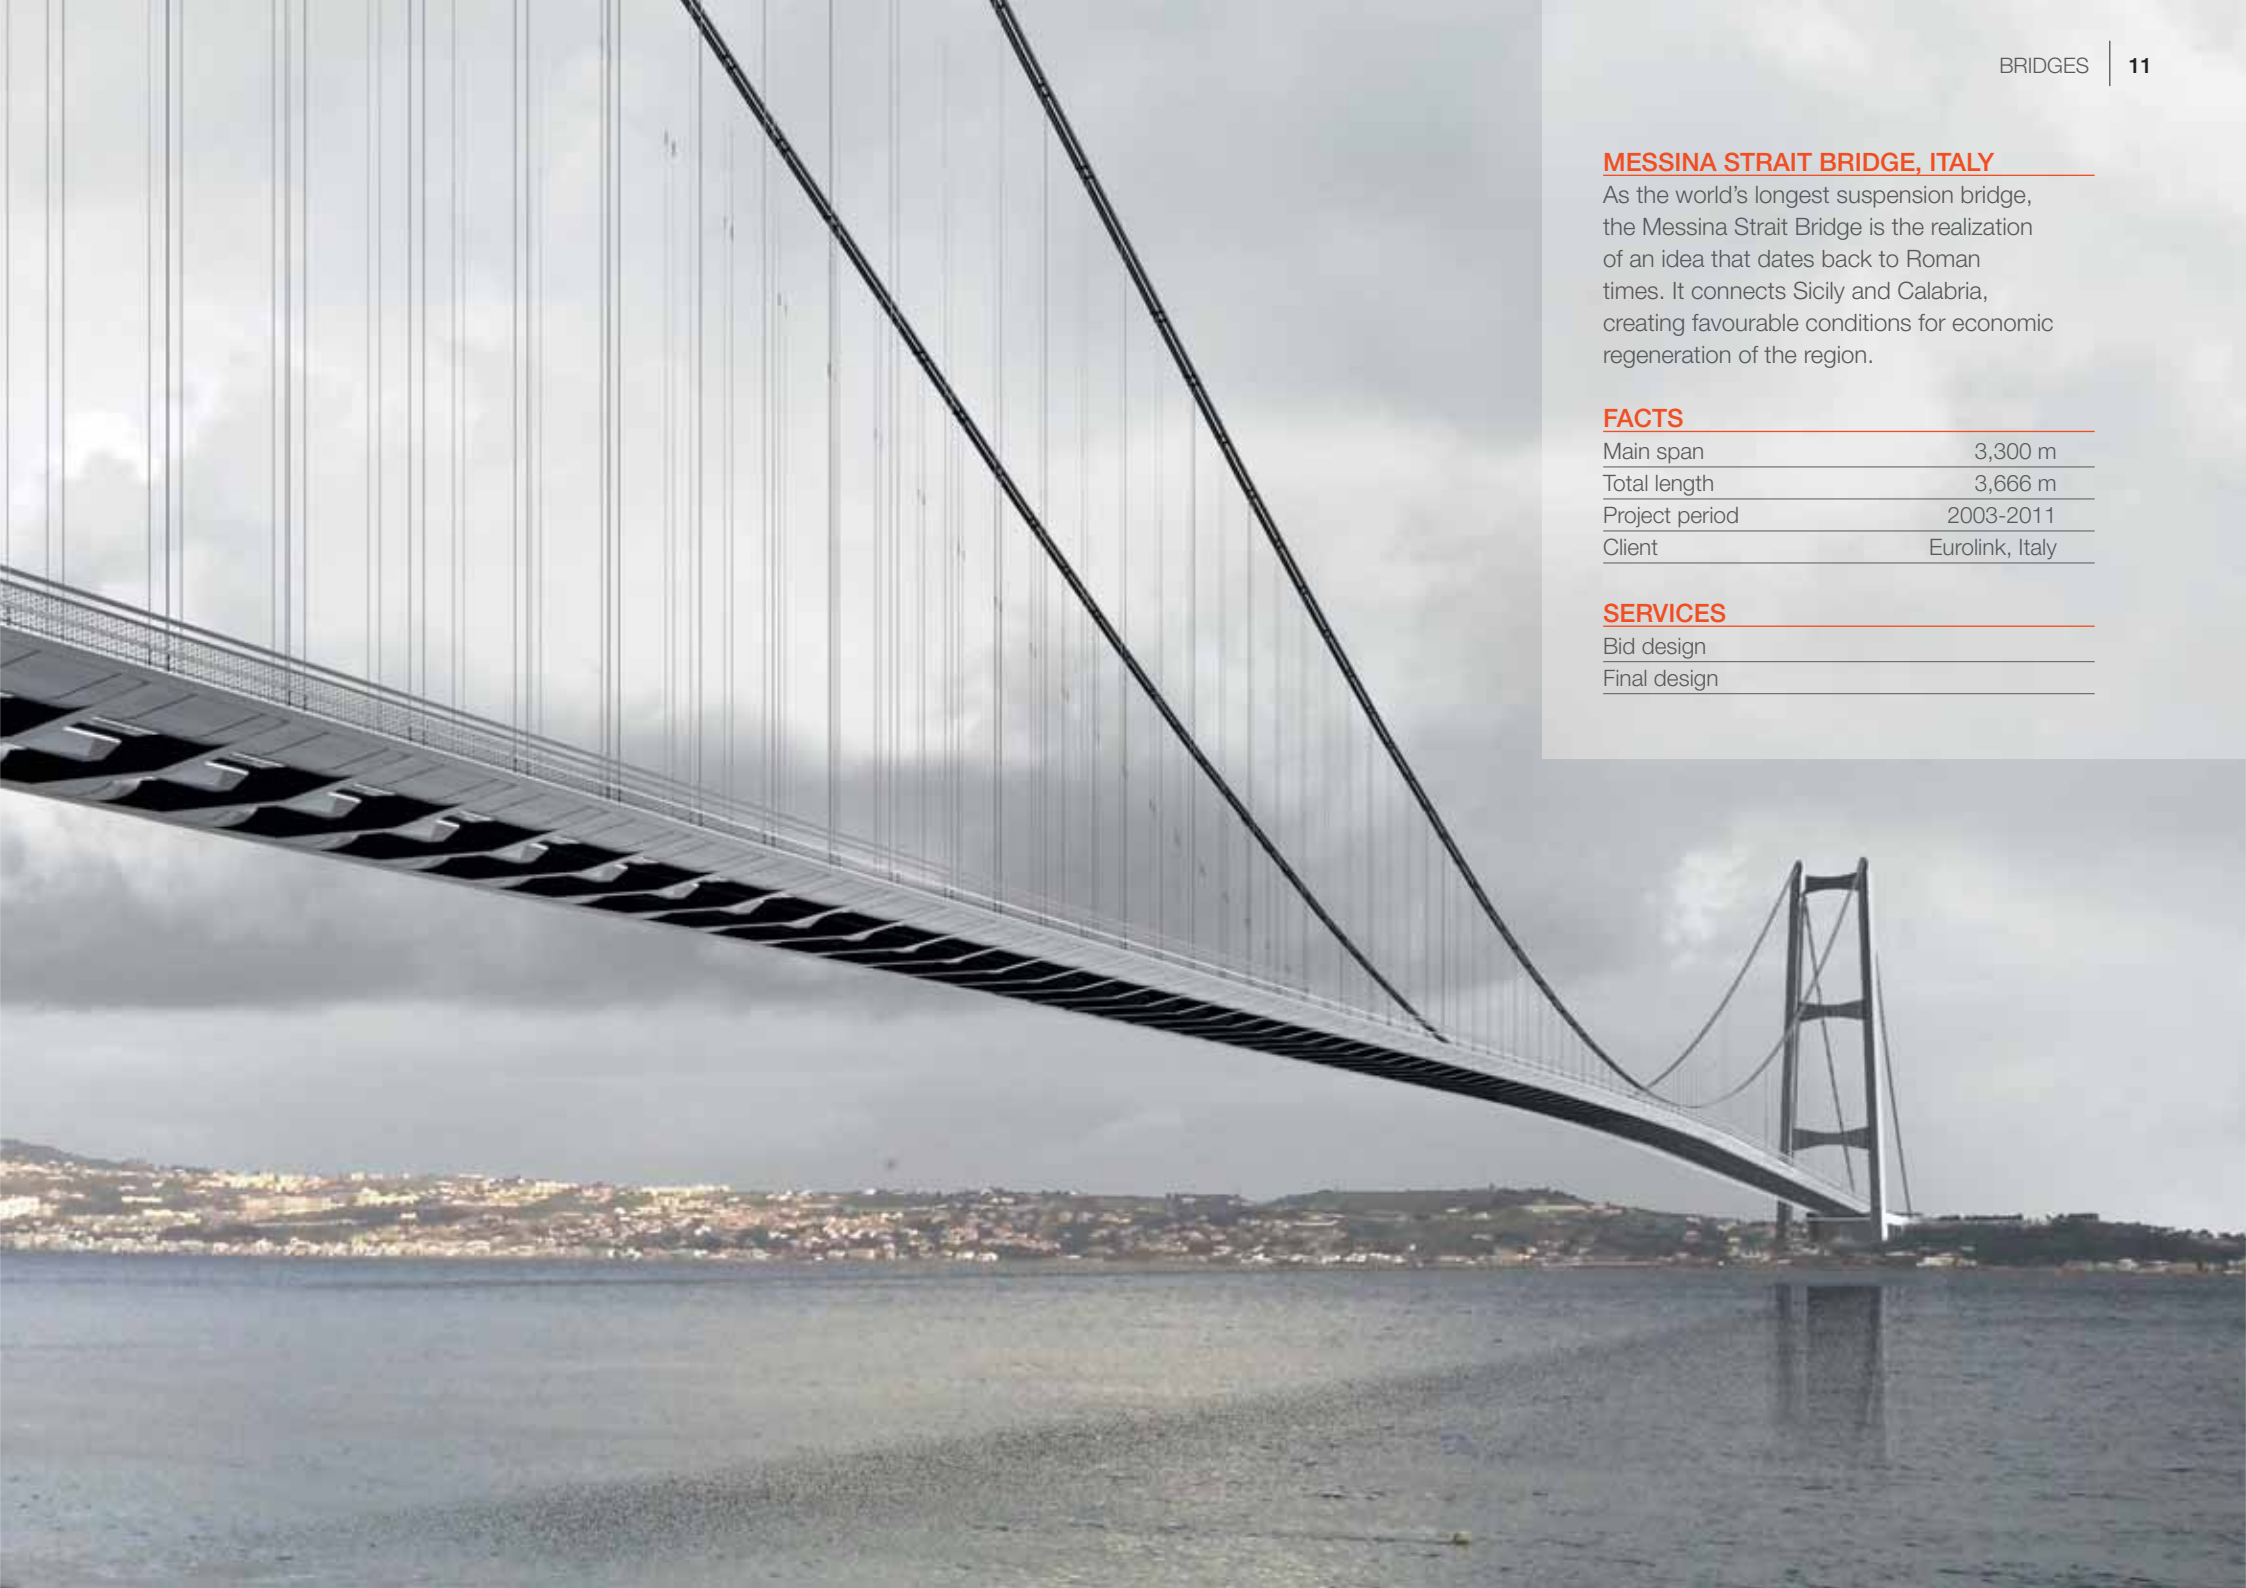 BRIDGES 11
MESSINA STRAIT BRIDGE, ITALY
As the world's longest suspension bridge,
the Messina Strait Bridge is the realization
of an idea that dates back to Roman
times. It connects Sicily and Calabria,
creating favourable conditions for economic
regeneration of the region.
FACTS
Main span 3,300 m
Total length 3,666 m
Project period 2003-2011
Client Eurolink, Italy
SERVICES
Bid design
Final design